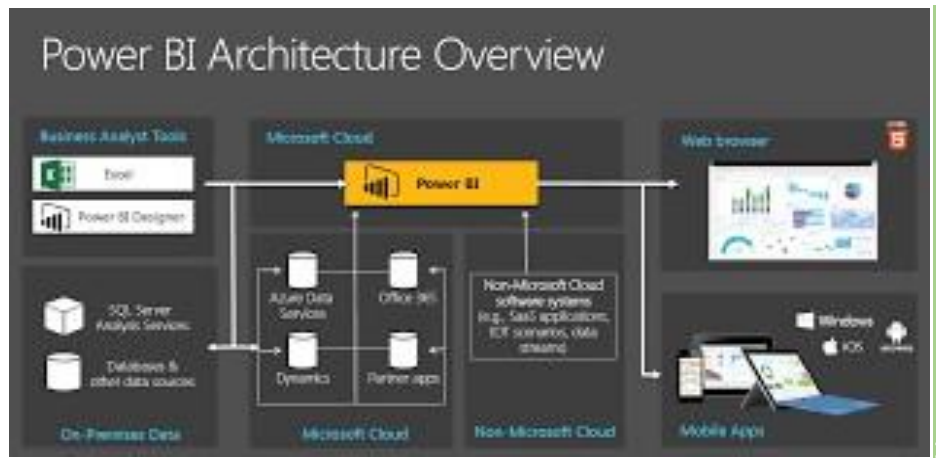 Power BI Architecture Overview
Business Analyst Tools
Excel
Power BI Designer
SQL Server
Analysis Services
Databases &
other data sources
On-Premises Data
Microsoft Cloud
Power BI
Azure Data
Services
Office 365
Dynamics
Partner apps
Microsoft Cloud
Non-Microsoft Cloud
software systems
(e.g., SaaS applications,
IOT scenarios, data
streams)
Non-Microsoft Cloud
Web browser
5
Windows
iOS
Mobile Apps